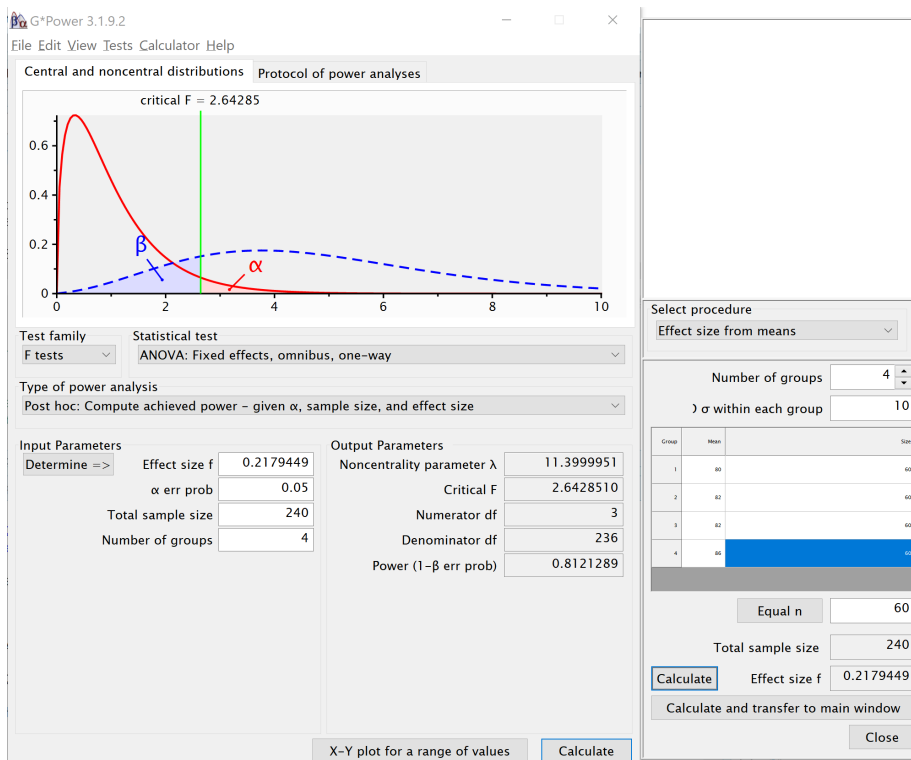 βα G*Power 3.1.9.2
File Edit View Tests Calculator Help
Central and noncentral distributions
Protocol of power analyses
critical F = 2.64285
0.6
0.4
0.2
0
β
α
0 2 4 6 8 10
Test family
Statistical test
F tests
ANOVA: Fixed effects, omnibus, one-way
Type of power analysis
Post hoc: Compute achieved power – given α, sample size, and effect size
Input Parameters
Determine =>
Effect size f 0.2179449
α err prob 0.05
Total sample size 240
Number of groups 4
Output Parameters
Noncentrality parameter λ 11.3999951
Critical F 2.6428510
Numerator df 3
Denominator df 236
Power (1-β err prob) 0.8121289
X-Y plot for a range of values
Calculate
Select procedure
Effect size from means
Number of groups 4
σ within each group 10
Group Mean Size
1 80 60
2 82 60
3 82 60
4 86 60
Equal n 60
Total sample size 240
Calculate Effect size f 0.2179449
Calculate and transfer to main window
Close